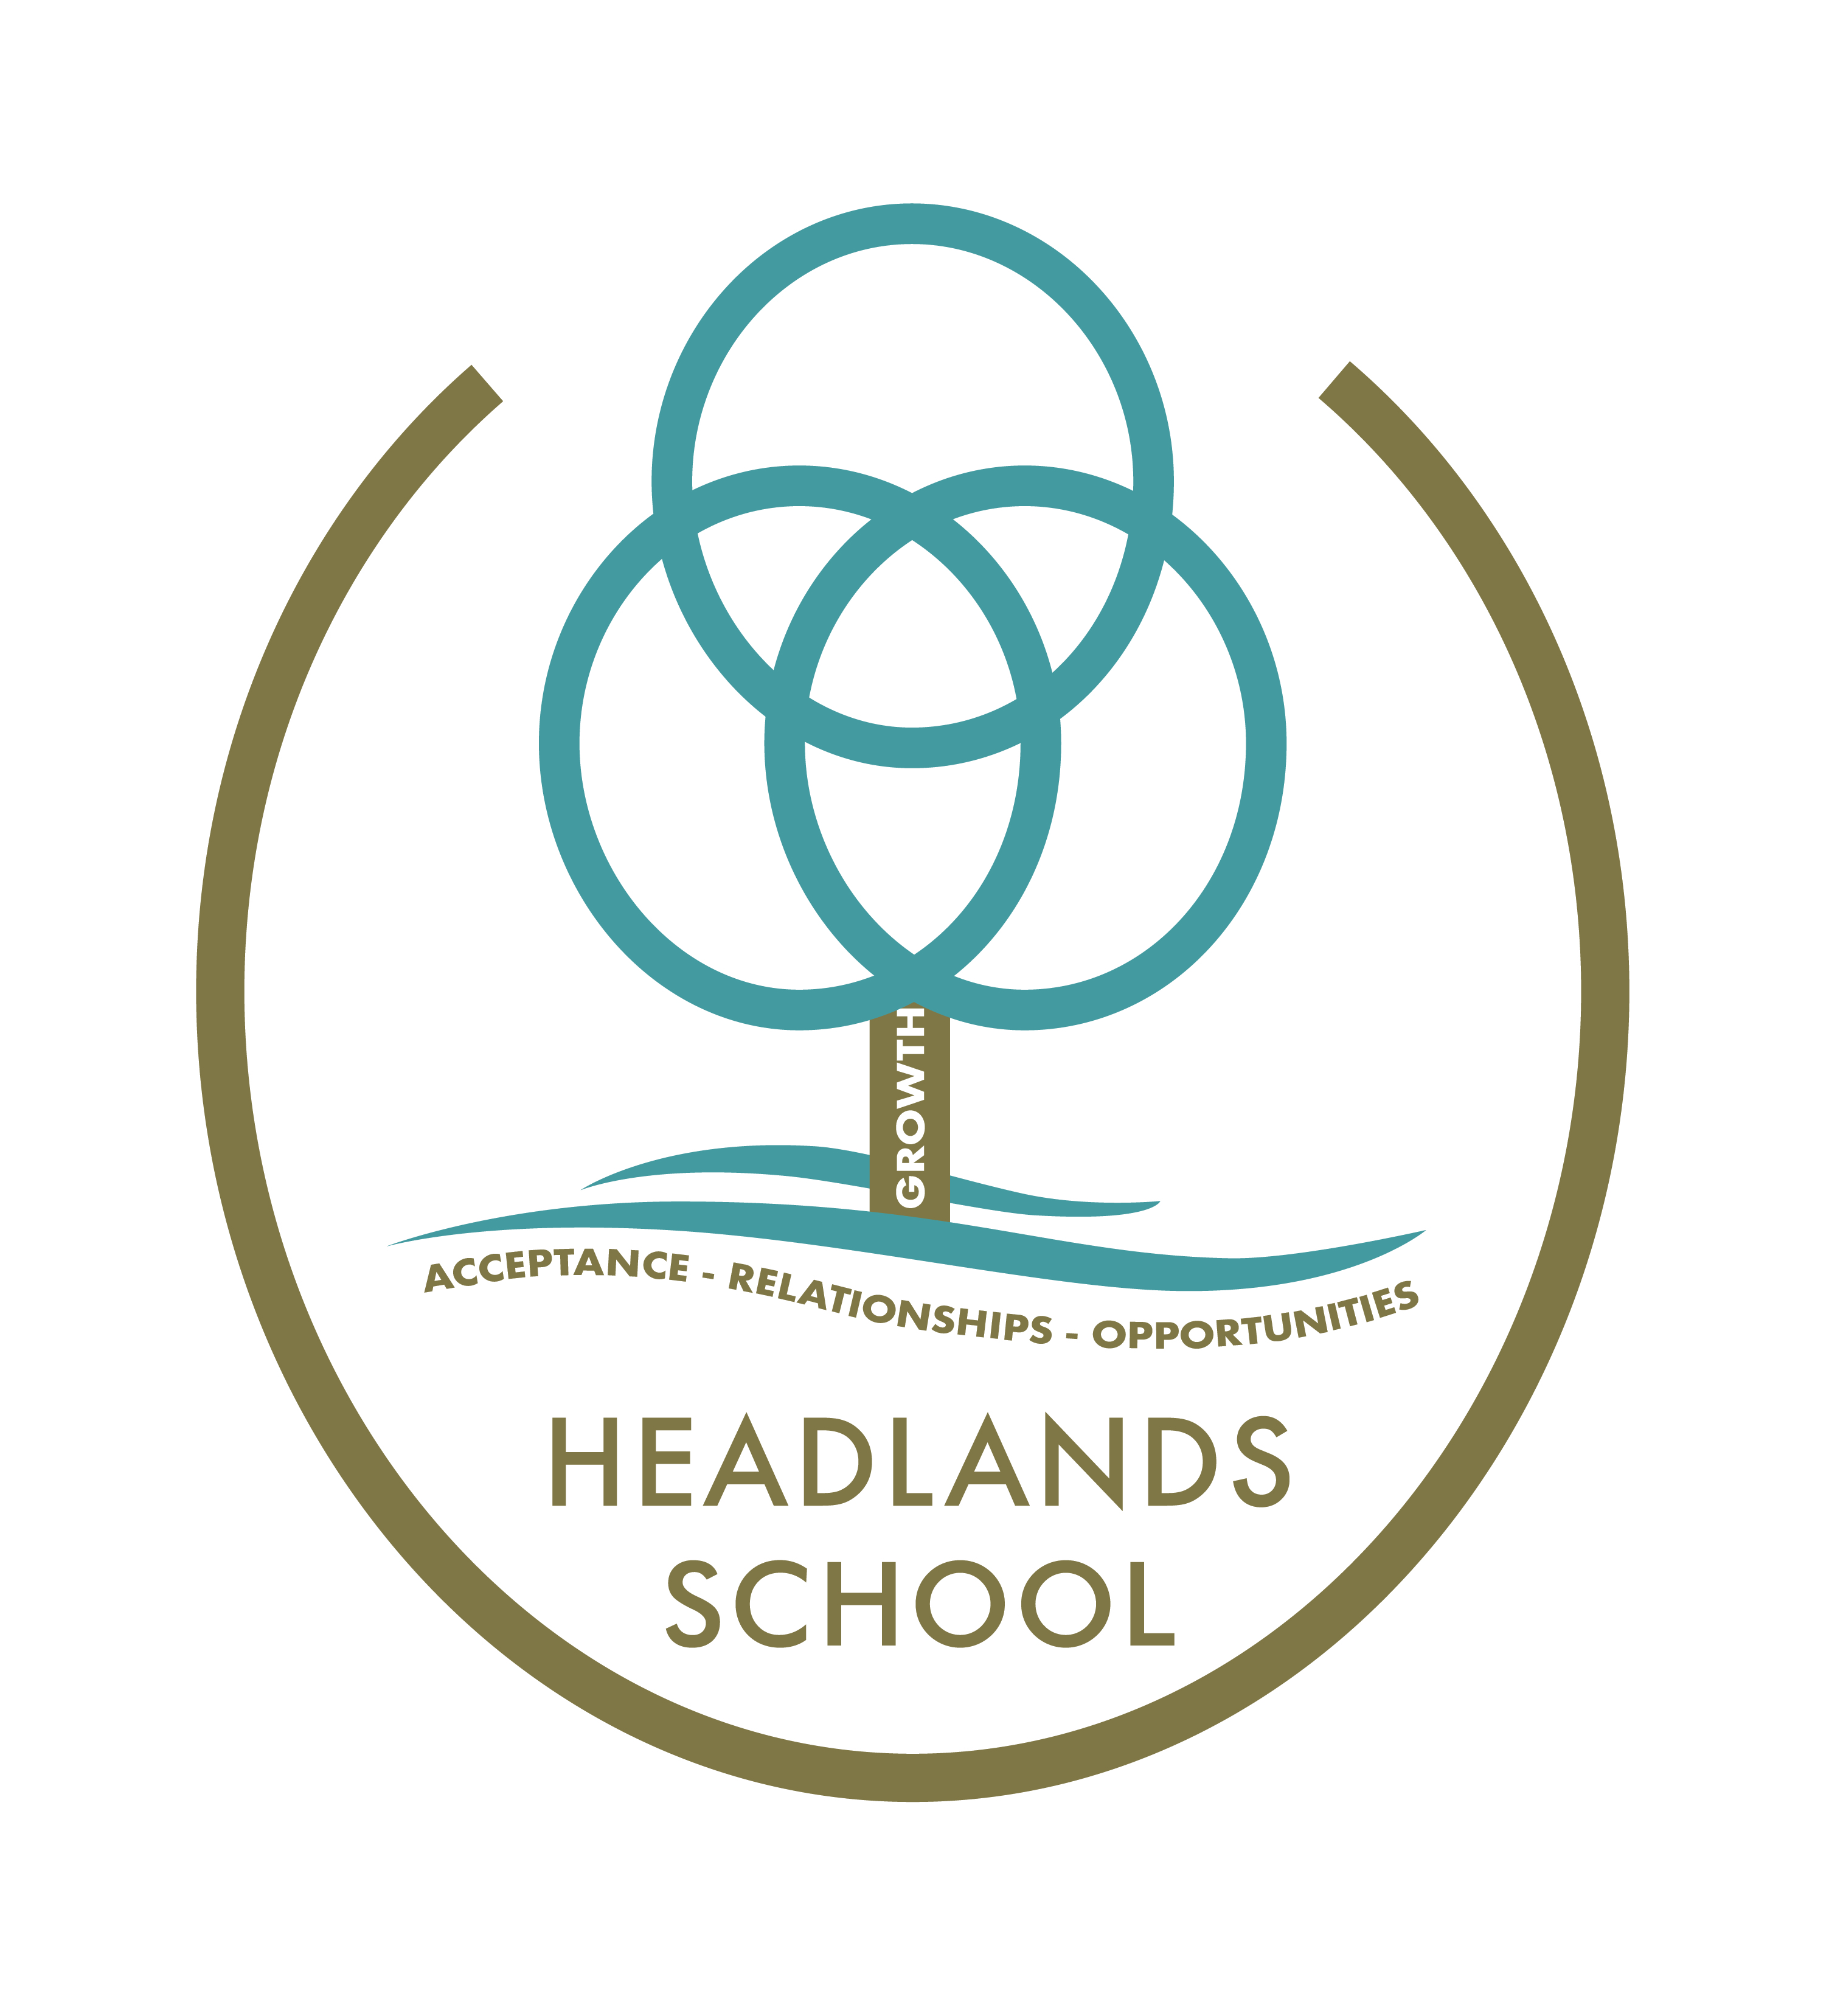 GROWTH
ACCEPTANCE - RELATIONSHIPS - OPPORTUNITIES
HEADLANDS
SCHOOL